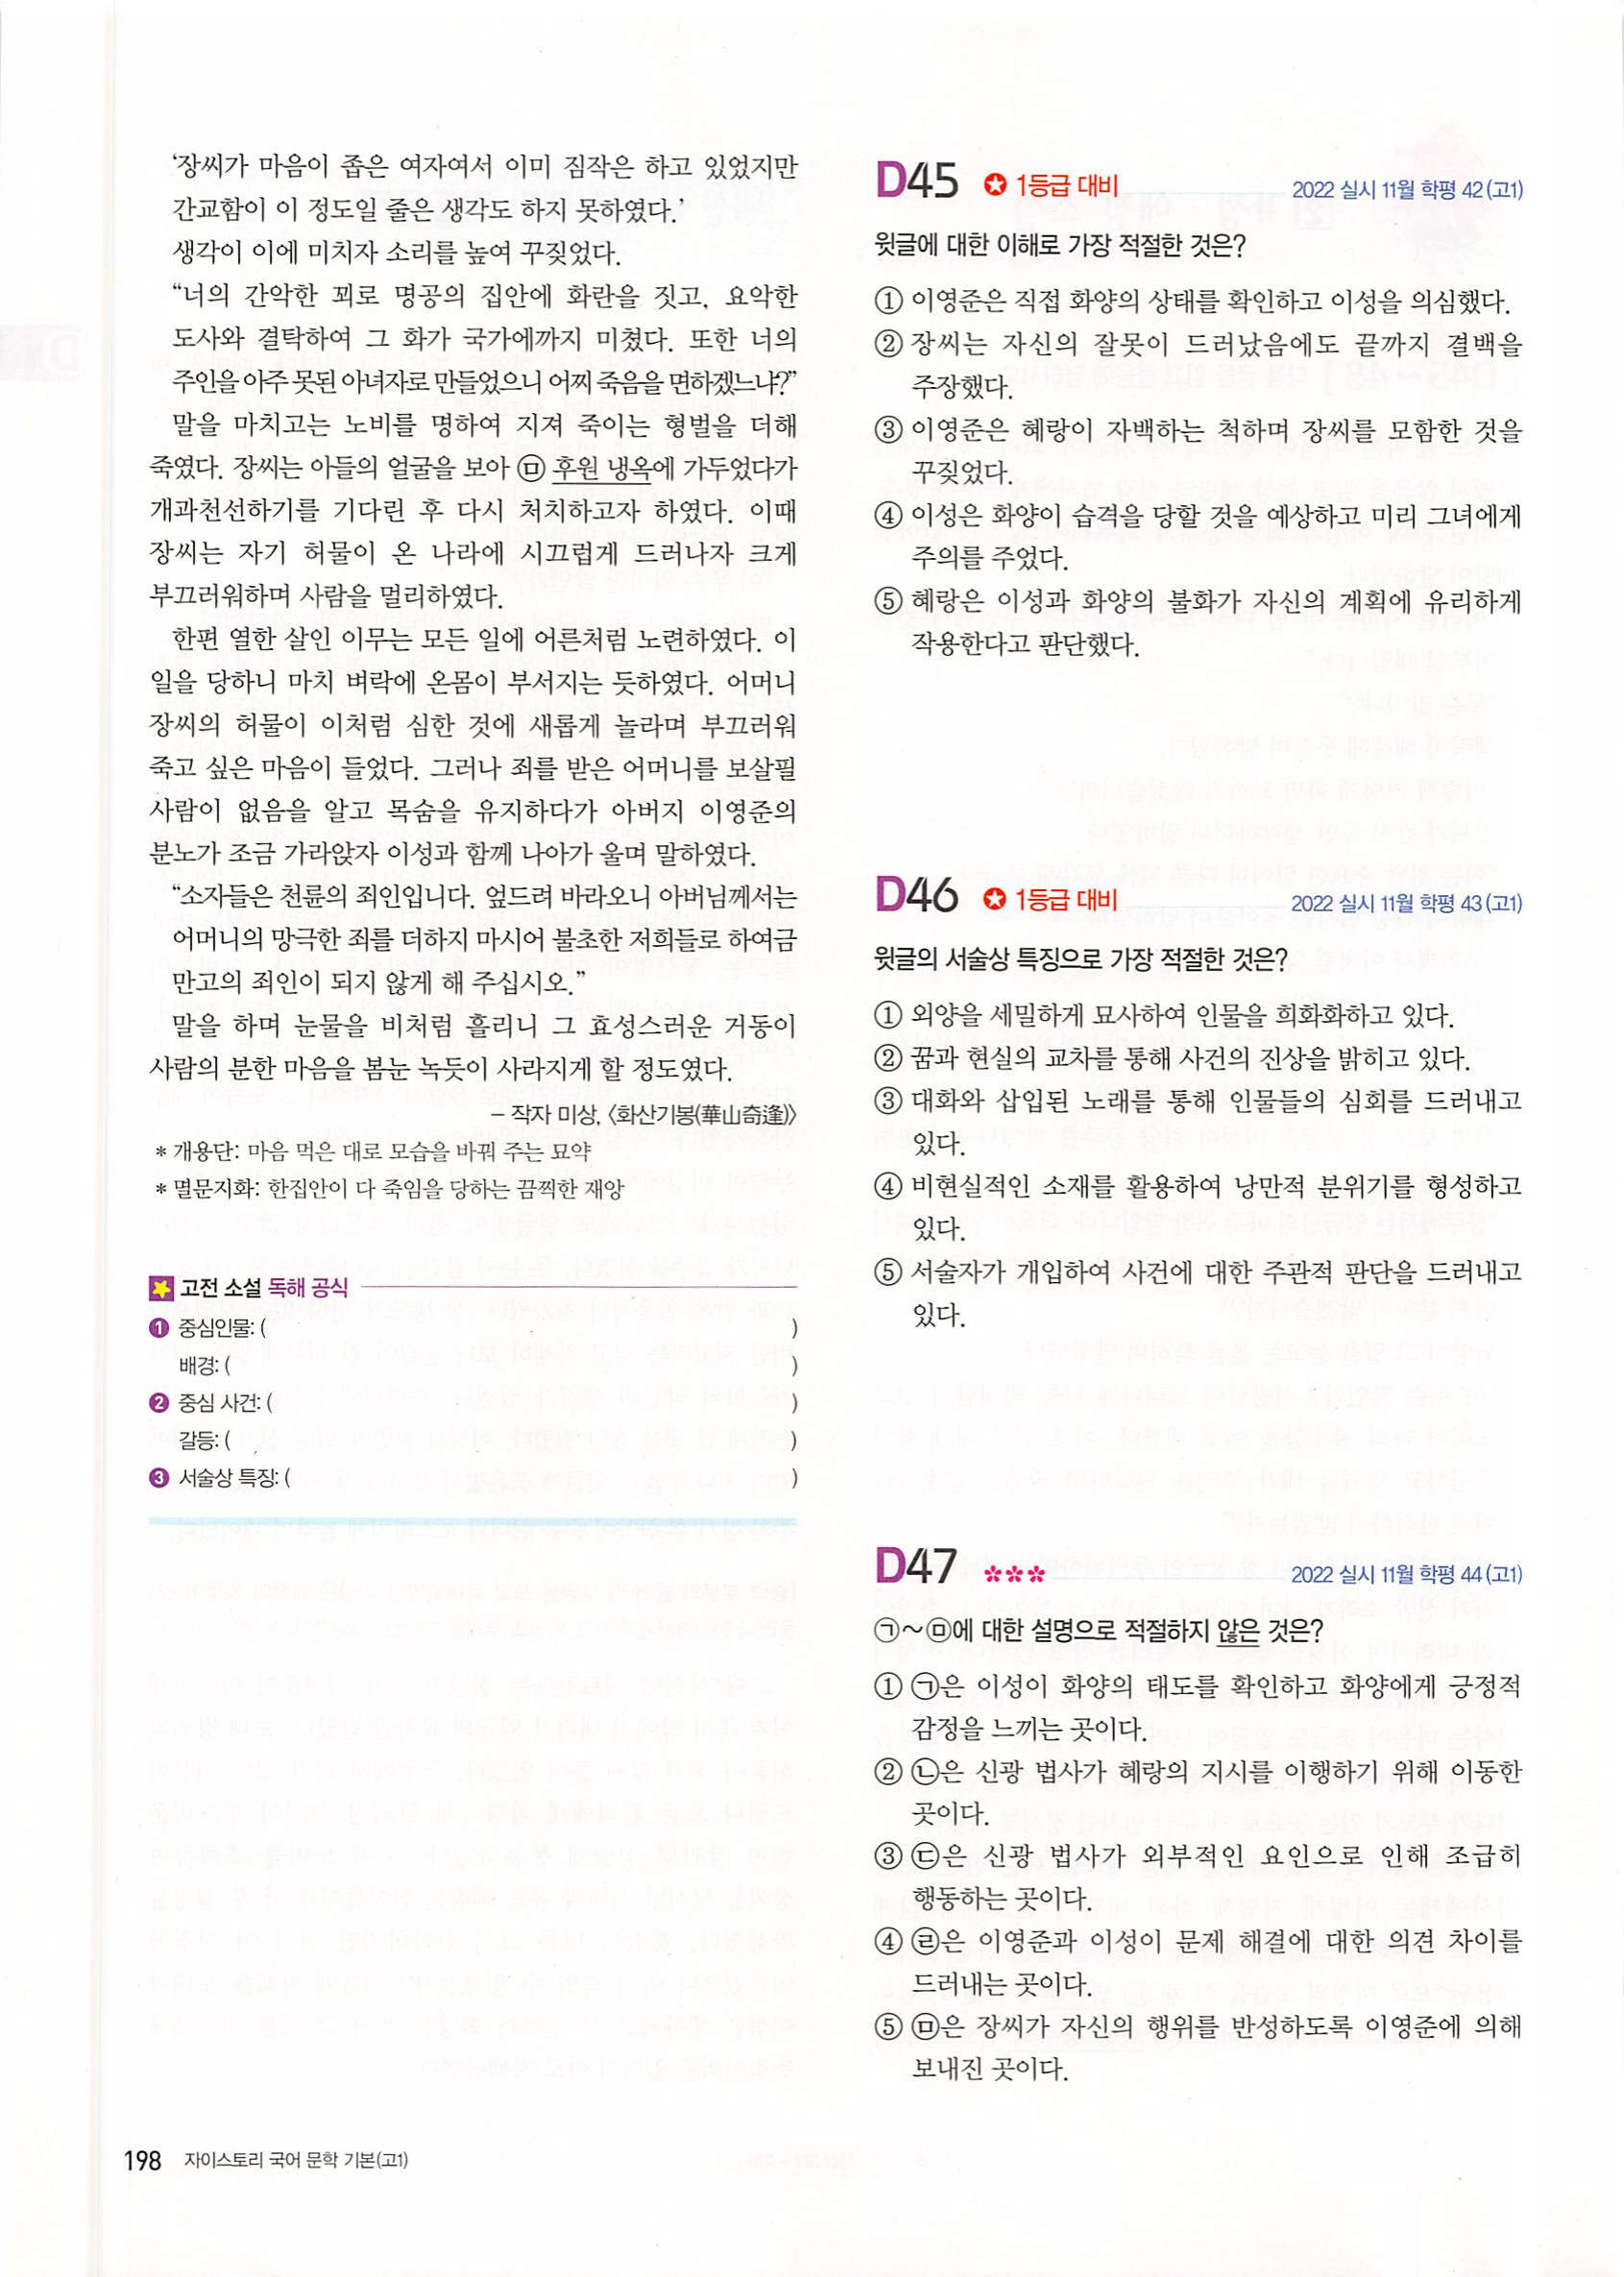 ‘장씨가 마음이 좁은 여자여서 이미 짐작은 하고 있었지만
간교함이 이 정도일 줄은 생각도 하지 못하였다.’
생각이 이에 미치자 소리를 높여 꾸짖었다.
“너의 간악한 꾀로 명공의 집안에 화란을 짓고, 요악한
도사와 결탁하여 그 화가 국가에까지 미쳤다. 또한 너의
주인을 아주 못된 아녀자로 만들었으니 어찌 죽음을 면하겠느냐?”
말을 마치고는 노비를 명하여 지져 죽이는 형벌을 더해
죽였다. 장씨는 아들의 얼굴을 보아 ㉤ 후원 냉옥에 가두었다가
개과천선하기를 기다린 후 다시 처치하고자 하였다. 이때
장씨는 자기 허물이 온 나라에 시끄럽게 드러나자 크게
부끄러워하며 사람을 멀리하였다.
한편 열한 살인 이무는 모든 일에 어른처럼 노련하였다. 이
일을 당하니 마치 벼락에 온몸이 부서지는 듯하였다. 어머니
장씨의 허물이 이처럼 심한 것에 새롭게 놀라며 부끄러워
죽고 싶은 마음이 들었다. 그러나 죄를 받은 어머니를 보살필
사람이 없음을 알고 목숨을 유지하다가 아버지 이영준의
분노가 조금 가라앉자 이성과 함께 나아가 울며 말하였다.
“소자들은 천륜의 죄인입니다. 엎드려 바라오니 아버님께서는
어머니의 망극한 죄를 더하지 마시어 불초한 저희들로 하여금
만고의 죄인이 되지 않게 해 주십시오.”
말을 하며 눈물을 비처럼 흘리니 그 효성스러운 거동이
사람의 분한 마음을 봄눈 녹듯이 사라지게 할 정도였다.
– 작자 미상, 〈화산기봉(華山奇逢)〉
* 개용단: 마음 먹은 대로 모습을 바꿔 주는 묘약
* 멸문지화: 한집안이 다 죽임을 당하는 끔찍한 재앙
고전 소설 독해 공식
❶ 중심인물: ( )
배경: ( )
❷ 중심 사건: ( )
갈등: ( )
❸ 서술상 특징: ( )
D45 ✪ 1등급 대비 2022 실시 11월 학평 42(고1)
윗글에 대한 이해로 가장 적절한 것은?
① 이영준은 직접 화양의 상태를 확인하고 이성을 의심했다.
② 장씨는 자신의 잘못이 드러났음에도 끝까지 결백을
주장했다.
③ 이영준은 혜랑이 자백하는 척하며 장씨를 모함한 것을
꾸짖었다.
④ 이성은 화양이 습격을 당할 것을 예상하고 미리 그녀에게
주의를 주었다.
⑤ 혜랑은 이성과 화양의 불화가 자신의 계획에 유리하게
작용한다고 판단했다.
D46 ✪ 1등급 대비 2022 실시 11월 학평 43(고1)
윗글의 서술상 특징으로 가장 적절한 것은?
① 외양을 세밀하게 묘사하여 인물을 희화화하고 있다.
② 꿈과 현실의 교차를 통해 사건의 진상을 밝히고 있다.
③ 대화와 삽입된 노래를 통해 인물들의 심회를 드러내고
있다.
④ 비현실적인 소재를 활용하여 낭만적 분위기를 형성하고
있다.
⑤ 서술자가 개입하여 사건에 대한 주관적 판단을 드러내고
있다.
D47 ✽✽✽ 2022 실시 11월 학평 44(고1)
㉠～㉤에 대한 설명으로 적절하지 않은 것은?
① ㉠은 이성이 화양의 태도를 확인하고 화양에게 긍정적
감정을 느끼는 곳이다.
② ㉡은 신광 법사가 혜랑의 지시를 이행하기 위해 이동한
곳이다.
③ ㉢은 신광 법사가 외부적인 요인으로 인해 조급히
행동하는 곳이다.
④ ㉣은 이영준과 이성이 문제 해결에 대한 의견 차이를
드러내는 곳이다.
⑤ ㉤은 장씨가 자신의 행위를 반성하도록 이영준에 의해
보내진 곳이다.
198 자이스토리 국어 문학 기본(고1)